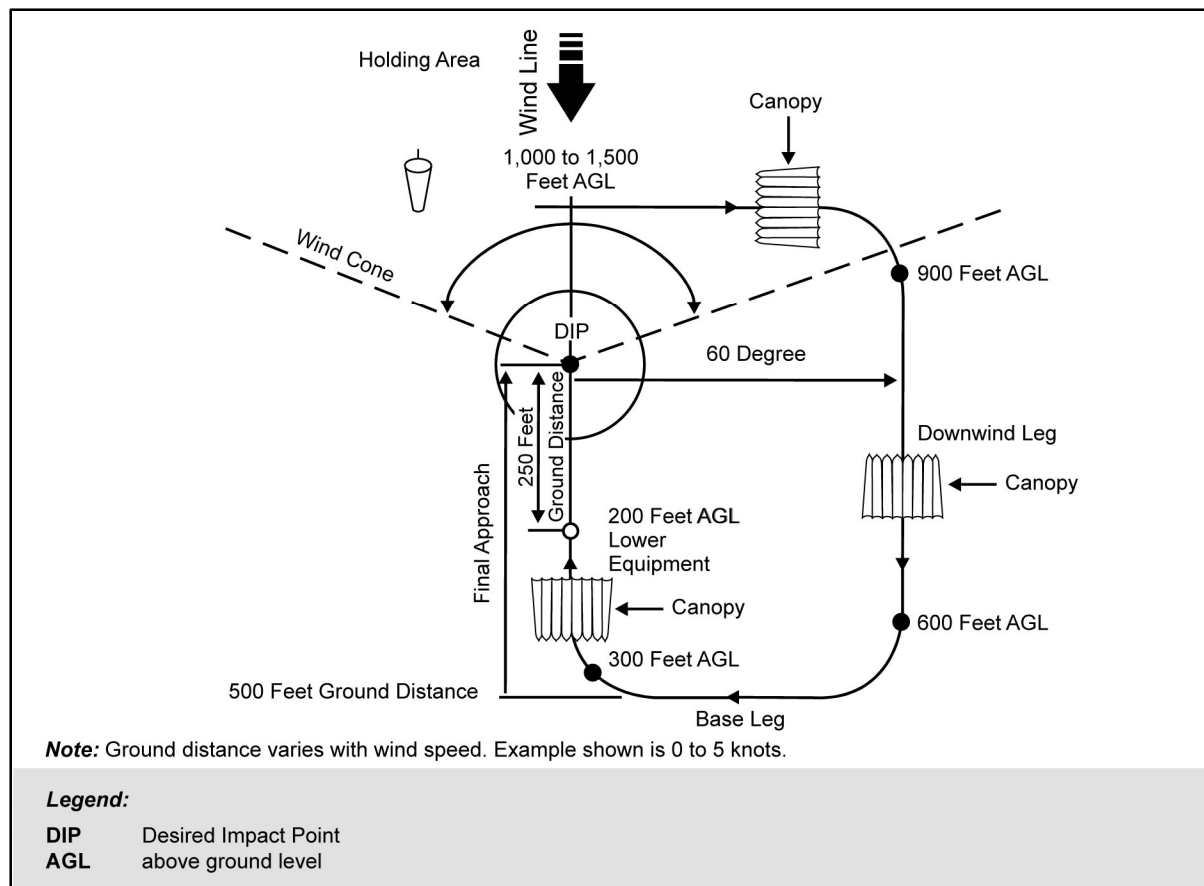 Holding Area
Wind Line
Canopy
1,000 to 1,500
Feet AGL
Wind Cone
900 Feet AGL
DIP
60 Degree
Final Approach
250 Feet
Ground Distance
Downwind Leg
Canopy
200 Feet AGL
Lower
Equipment
Canopy
600 Feet AGL
300 Feet AGL
500 Feet Ground Distance
Base Leg
Note: Ground distance varies with wind speed. Example shown is 0 to 5 knots.
Legend:
DIP Desired Impact Point
AGL above ground level